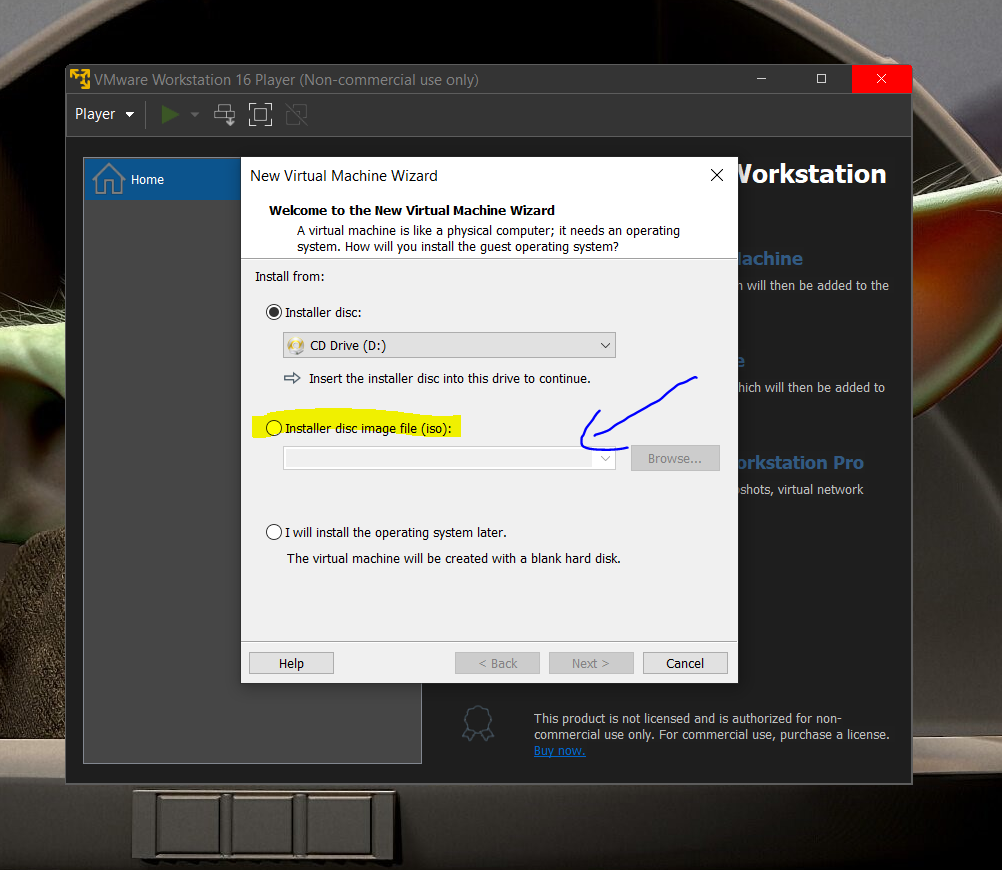 VMware Workstation 16 Player (Non-commercial use only)
Player
Home
New Virtual Machine Wizard
Workstation
Welcome to the New Virtual Machine Wizard
A virtual machine is like a physical computer; it needs an operating
system. How will you install the guest operating system?
Install from:
Installer disc:
CD Drive (D:)
Insert the installer disc into this drive to continue.
Installer disc image file (iso):
Browse...
I will install the operating system later.
The virtual machine will be created with a blank hard disk.
Help
< Back
Next >
Cancel
will then be added to the
which will then be added to
Workstation Pro
virtual network
This product is not licensed and is authorized for non-
commercial use only. For commercial use, purchase a license.
Buy now.